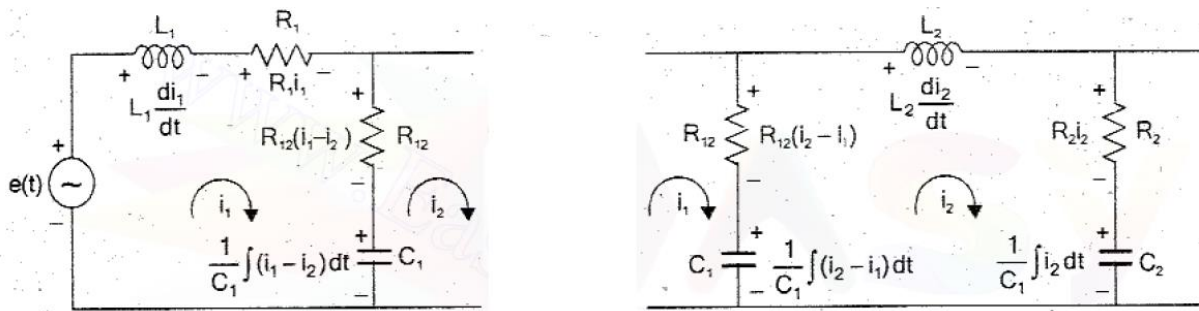 L₁
R₁
+ -
+ R₁i₁ -
L₁ di₁/dt
+
R₁₂(i₁–i₂)
R₁₂
-
+
e(t)
~
-
i₁
i₂
1/C₁ ∫(i₁ – i₂) dt
+
C₁
-
L₂
+ -
L₂ di₂/dt
+
R₁₂
R₁₂(i₂ – i₁)
-
+
R₂i₂
R₂
-
i₁
i₂
C₁
+
1/C₁ ∫(i₂ – i₁) dt
-
1/C₁ ∫i₂ dt
+
C₂
-